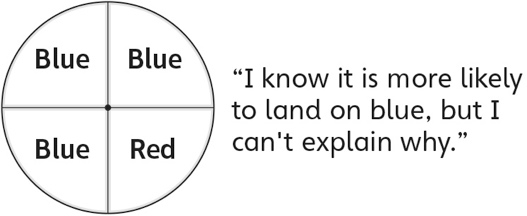 Blue Blue
Blue Red
“I know it is more likely
to land on blue, but I
can't explain why.”